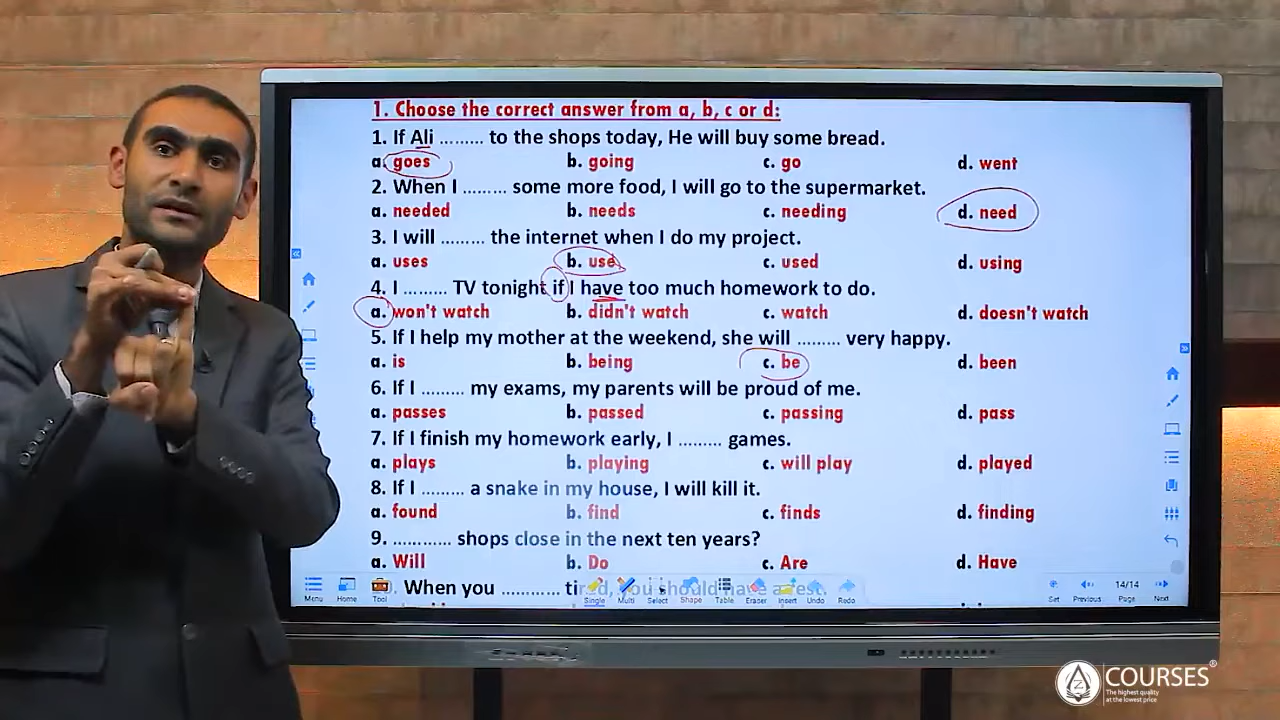 1. Choose the correct answer from a, b, c or d:
1. If Ali ......... to the shops today, He will buy some bread.
a. goes b. going c. go d. went
2. When I ......... some more food, I will go to the supermarket.
a. needed b. needs c. needing d. need
3. I will ......... the internet when I do my project.
a. uses b. use c. used d. using
4. I ......... TV tonight if I have too much homework to do.
a. won't watch b. didn't watch c. watch d. doesn't watch
5. If I help my mother at the weekend, she will ......... very happy.
a. is b. being c. be d. been
6. If I ......... my exams, my parents will be proud of me.
a. passes b. passed c. passing d. pass
7. If I finish my homework early, I ......... games.
a. plays b. playing c. will play d. played
8. If I ......... a snake in my house, I will kill it.
a. found b. find c. finds d. finding
9. ............ shops close in the next ten years?
a. Will b. Do c. Are d. Have
When you ............ tired, you should have a rest.
Menu Home Tool Single Multi Select Shape Table Eraser Insert Undo Redo Set Previous 14/14 Page Next
COURSES®
The highest quality
at the lowest price